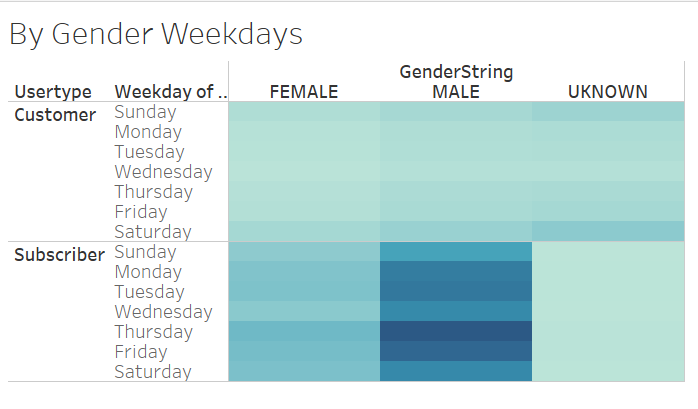 By Gender Weekdays
GenderString
Usertype Weekday of .. FEMALE MALE UKNOWN
Customer Sunday
Monday
Tuesday
Wednesday
Thursday
Friday
Saturday
Subscriber Sunday
Monday
Tuesday
Wednesday
Thursday
Friday
Saturday